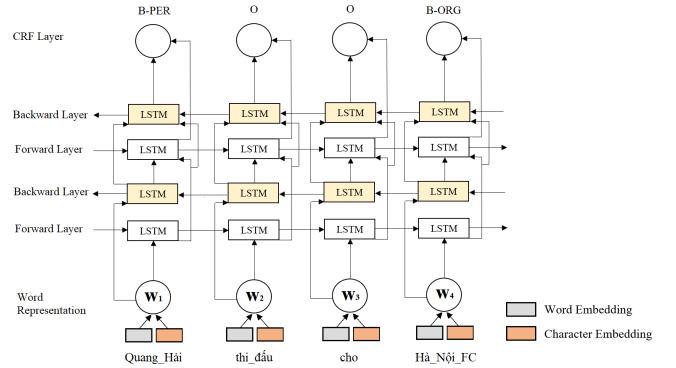 B-PER O O B-ORG
CRF Layer
Backward Layer LSTM LSTM LSTM LSTM
Forward Layer LSTM LSTM LSTM LSTM
Backward Layer LSTM LSTM LSTM LSTM
Forward Layer LSTM LSTM LSTM LSTM
Word
Representation
W1 W2 W3 W4
Word Embedding
Character Embedding
Quang_Hải thi_đấu cho Hà_Nội_FC